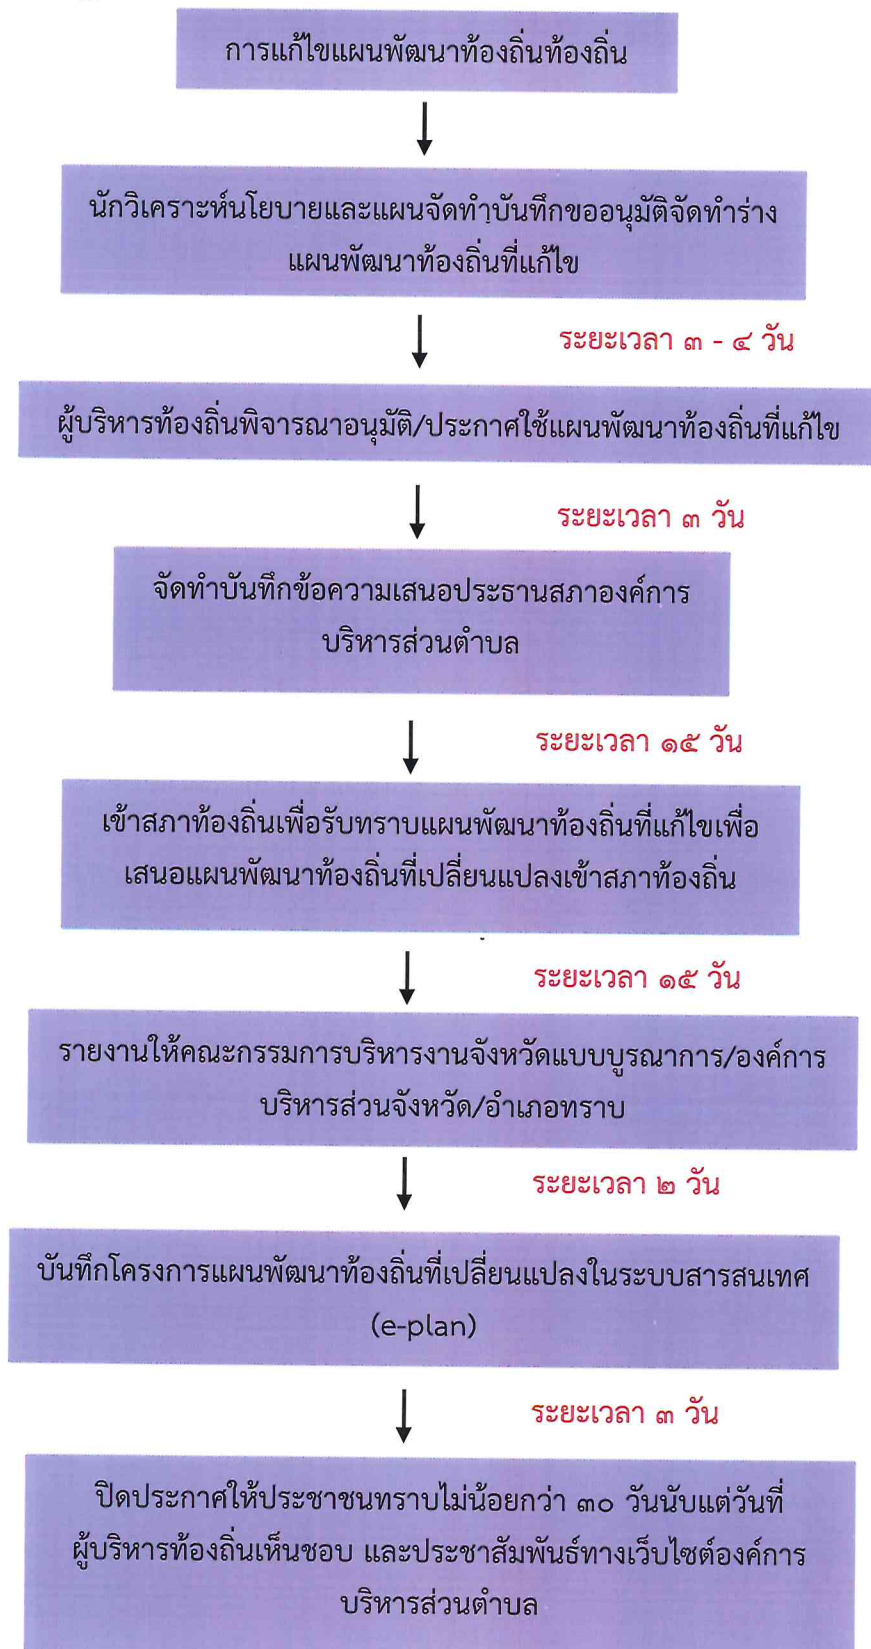 การแก้ไขแผนพัฒนาท้องถิ่นท้องถิ่น
นักวิเคราะห์นโยบายและแผนจัดทำบันทึกขออนุมัติจัดทำร่าง
แผนพัฒนาท้องถิ่นที่แก้ไข
ระยะเวลา ๓ - ๔ วัน
ผู้บริหารท้องถิ่นพิจารณาอนุมัติ/ประกาศใช้แผนพัฒนาท้องถิ่นที่แก้ไข
ระยะเวลา ๓ วัน
จัดทำบันทึกข้อความเสนอประธานสภาองค์การ
บริหารส่วนตำบล
ระยะเวลา ๑๕ วัน
เข้าสภาท้องถิ่นเพื่อรับทราบแผนพัฒนาท้องถิ่นที่แก้ไขเพื่อ
เสนอแผนพัฒนาท้องถิ่นที่เปลี่ยนแปลงเข้าสภาท้องถิ่น
ระยะเวลา ๑๕ วัน
รายงานให้คณะกรรมการบริหารงานจังหวัดแบบบูรณาการ/องค์การ
บริหารส่วนจังหวัด/อำเภอทราบ
ระยะเวลา ๒ วัน
บันทึกโครงการแผนพัฒนาท้องถิ่นที่เปลี่ยนแปลงในระบบสารสนเทศ
(e-plan)
ระยะเวลา ๓ วัน
ปิดประกาศให้ประชาชนทราบไม่น้อยกว่า ๓๐ วันนับแต่วันที่
ผู้บริหารท้องถิ่นเห็นชอบ และประชาสัมพันธ์ทางเว็บไซต์องค์การ
บริหารส่วนตำบล